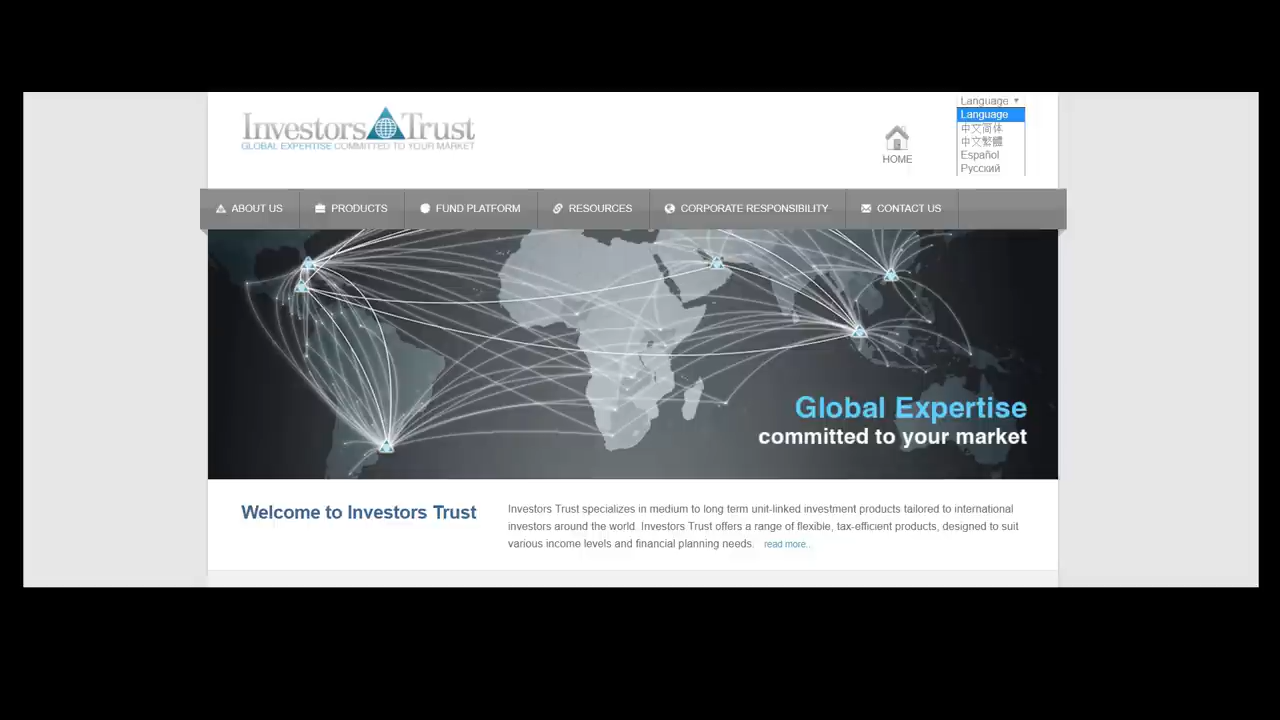 Investors Trust
GLOBAL EXPERTISE COMMITTED TO YOUR MARKET
HOME
Language
Language
中文简体
中文繁體
Español
Русский
ABOUT US
PRODUCTS
FUND PLATFORM
RESOURCES
CORPORATE RESPONSIBILITY
CONTACT US
Global Expertise
committed to your market
Welcome to Investors Trust
Investors Trust specializes in medium to long term unit-linked investment products tailored to international
investors around the world. Investors Trust offers a range of flexible, tax-efficient products, designed to suit
various income levels and financial planning needs. read more..